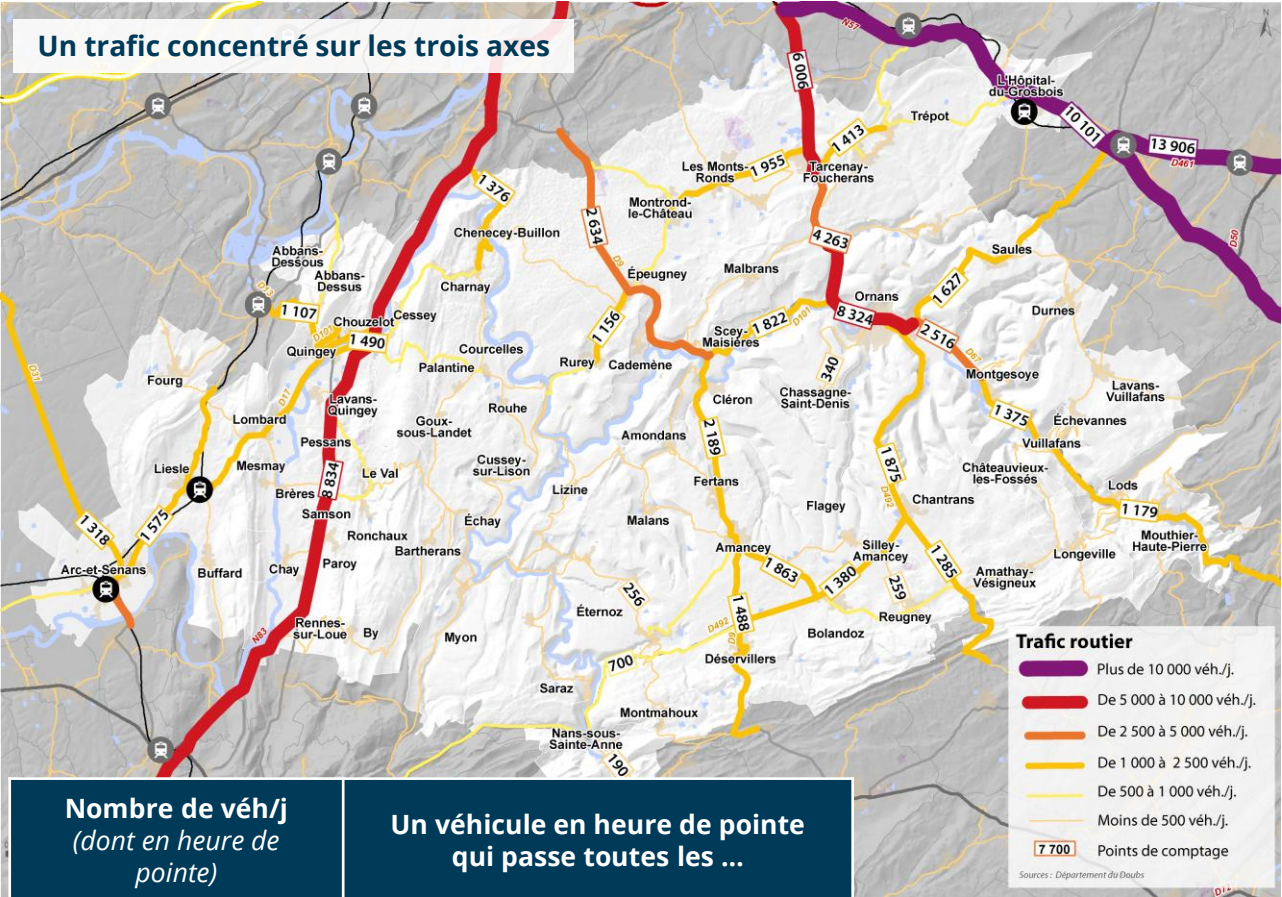 Un trafic concentré sur les trois axes
N57
6 006
L'Hôpital-
du-Grosbois
10 101
13 906
D461
D50
Trépot
1 413
Les Monts-
Ronds
1 955
Tarcenay-
Foucherans
1 376
Montrond-
le-Château
2 634
Chenecey-Buillon
4 263
Saules
Abbans-
Dessous
Abbans-
Dessus
D9
Épeugney
Malbrans
D13
Charnay
Ornans
1 627
Durnes
1 107
Chouzelot
Cessey
1 156
1 822
D101
8 324
D101
1 490
Scey-
Maisières
2 516
Quingey
Courcelles
D67
D31
Palantine
Rurey
Cademène
340
Montgesoye
Fourg
D17
Lavans-
Quingey
Cléron
Chassagne-
Saint-Denis
Lavans-
Vuillafans
Lombard
Rouhe
1 375
Échevannes
Goux-
sous-Landet
Amondans
2 189
Vuillafans
Pessans
Liesle
Mesmay
Le Val
Cussey-
sur-Lison
1 875
Châteauvieux-
les-Fossés
8 834
Brères
Lizine
Fertans
D492
Lods
Samson
Flagey
Chantrans
1 179
1 318
1 575
Échay
Malans
Ronchaux
Bartherans
Amancey
Silley-
Amancey
Longeville
Mouthier-
Haute-Pierre
Arc-et-Senans
Buffard
Chay
Paroy
1 863
1 380
1 285
Amathay-
Vésigneux
256
259
Éternoz
1 488
Reugney
Rennes-
sur-Loue
By
Myon
D492
Bolandoz
N83
700
Déservillers
Saraz
Montmahoux
Nans-sous-
Sainte-Anne
190
Trafic routier
Plus de 10 000 véh./j.
De 5 000 à 10 000 véh./j.
De 2 500 à 5 000 véh./j.
De 1 000 à 2 500 véh./j.
De 500 à 1 000 véh./j.
Moins de 500 véh./j.
7 700 Points de comptage
Sources : Département du Doubs
Nombre de véh/j
(dont en heure de
pointe)
Un véhicule en heure de pointe
qui passe toutes les ...